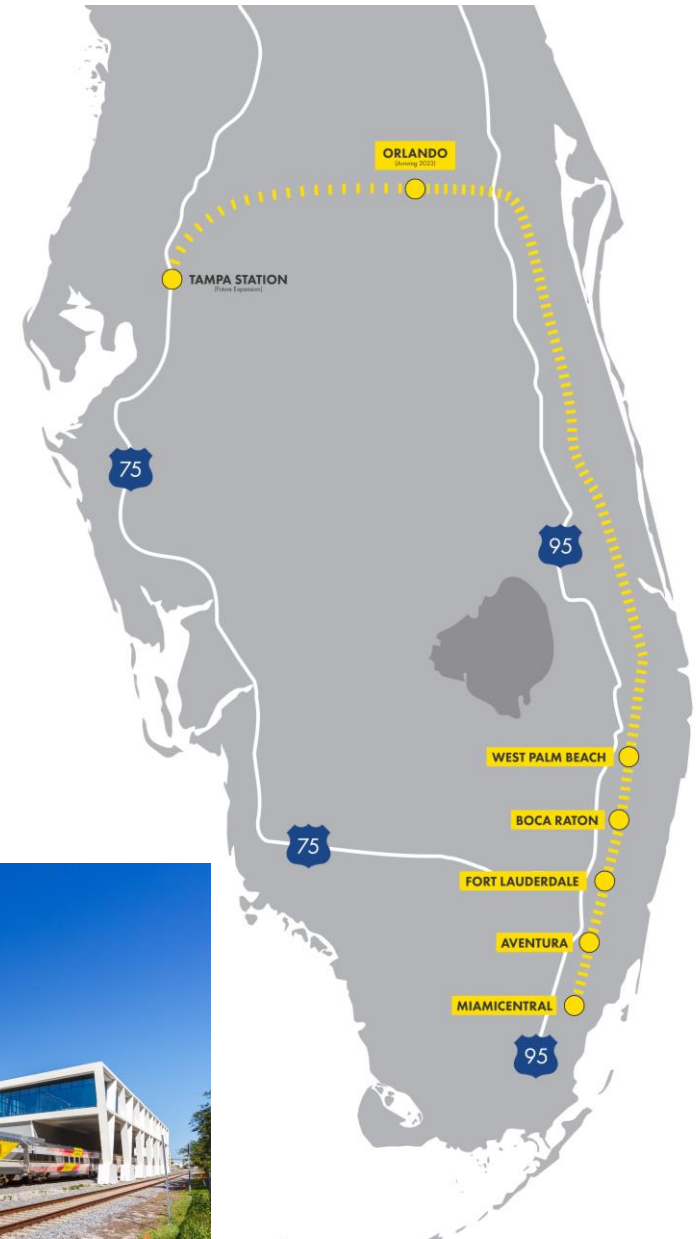 ORLANDO
(Arriving 2023)
TAMPA STATION
(Future Expansion)
75
95
WEST PALM BEACH
BOCA RATON
75
FORT LAUDERDALE
AVENTURA
MIAMICENTRAL
95